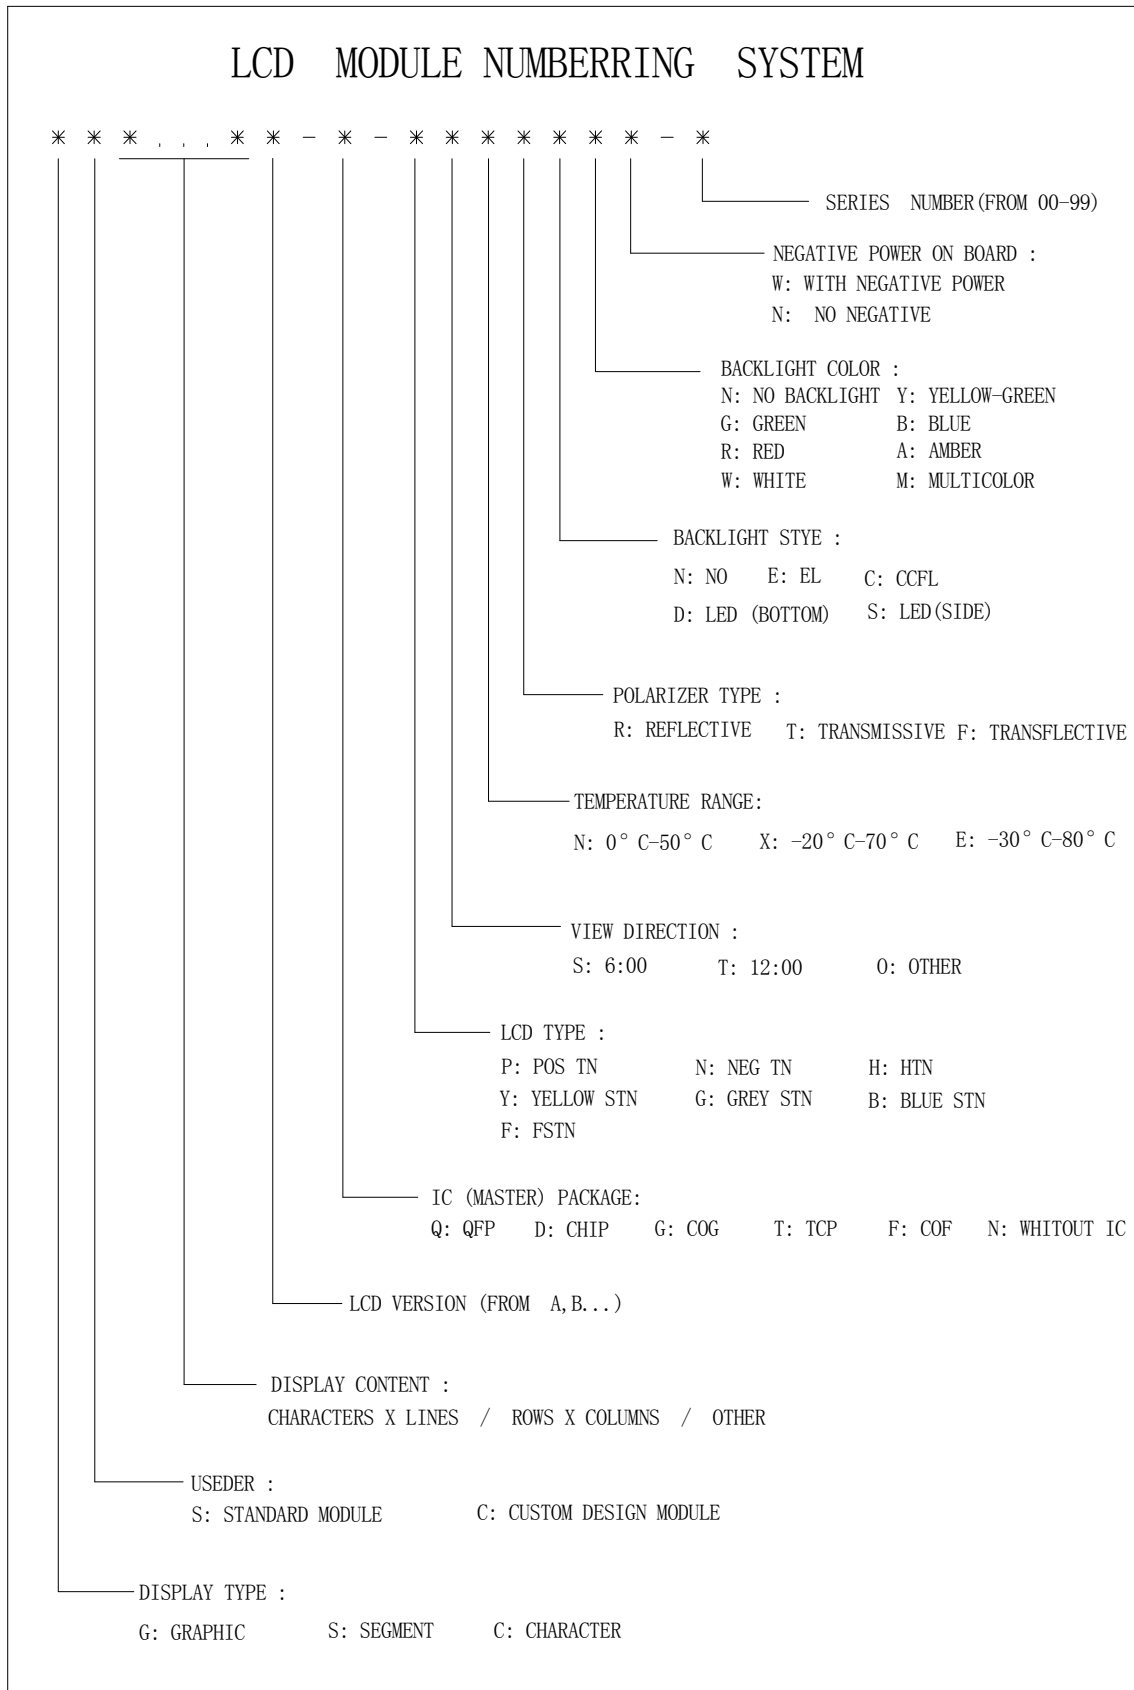 LCD MODULE NUMBERRING SYSTEM
* * * . . . * * - * - * * * * * * * - *
SERIES NUMBER(FROM 00-99)
NEGATIVE POWER ON BOARD :
W: WITH NEGATIVE POWER
N: NO NEGATIVE
BACKLIGHT COLOR :
N: NO BACKLIGHT Y: YELLOW-GREEN
G: GREEN B: BLUE
R: RED A: AMBER
W: WHITE M: MULTICOLOR
BACKLIGHT STYE :
N: NO E: EL C: CCFL
D: LED (BOTTOM) S: LED(SIDE)
POLARIZER TYPE :
R: REFLECTIVE T: TRANSMISSIVE F: TRANSFLECTIVE
TEMPERATURE RANGE:
N: 0° C-50° C X: -20° C-70° C E: -30° C-80° C
VIEW DIRECTION :
S: 6:00 T: 12:00 O: OTHER
LCD TYPE :
P: POS TN N: NEG TN H: HTN
Y: YELLOW STN G: GREY STN B: BLUE STN
F: FSTN
IC (MASTER) PACKAGE:
Q: QFP D: CHIP G: COG T: TCP F: COF N: WHITOUT IC
LCD VERSION (FROM A,B...)
DISPLAY CONTENT :
CHARACTERS X LINES / ROWS X COLUMNS / OTHER
USEDER :
S: STANDARD MODULE C: CUSTOM DESIGN MODULE
DISPLAY TYPE :
G: GRAPHIC S: SEGMENT C: CHARACTER